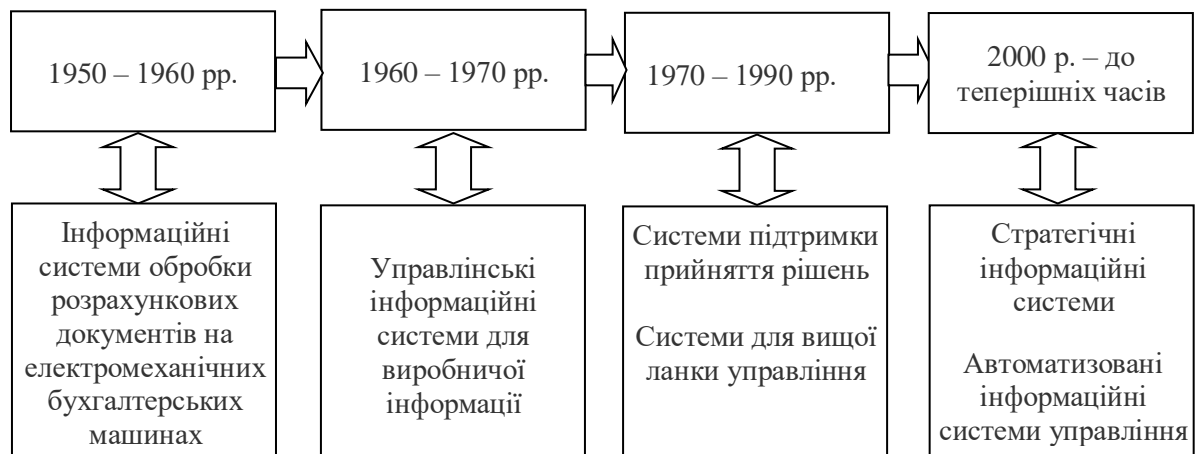 1950 – 1960 рр.
1960 – 1970 рр.
1970 – 1990 рр.
2000 р. – до
теперішніх часів
Інформаційні
системи обробки
розрахункових
документів на
електромеханічних
бухгалтерських
машинах
Управлінські
інформаційні
системи для
виробничої
інформації
Системи підтримки
прийняття рішень
Системи для вищої
ланки управління
Стратегічні
інформаційні
системи
Автоматизовані
інформаційні
системи управління